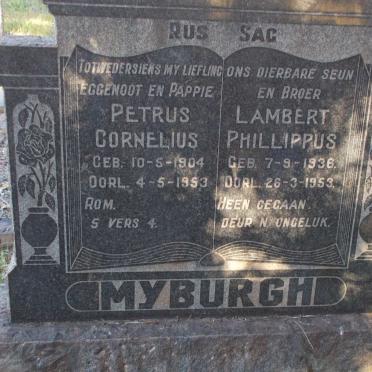 RUS SAG
TOTWEDERSIENS MY LIEFLING
EGGENOOT EN PAPPIE
PETRUS
CORNELIUS
GEB. 10-5-1904
OORL. 4-5-1953
ROM.
5 VERS 4.
ONS DIERBARE SEUN
EN BROER
LAMBERT
PHILLIPPUS
GEB. 7-9-1936.
OORL. 26-3-1953.
HEEN GEGAAN
DEUR 'N ONGELUK.
MYBURGH